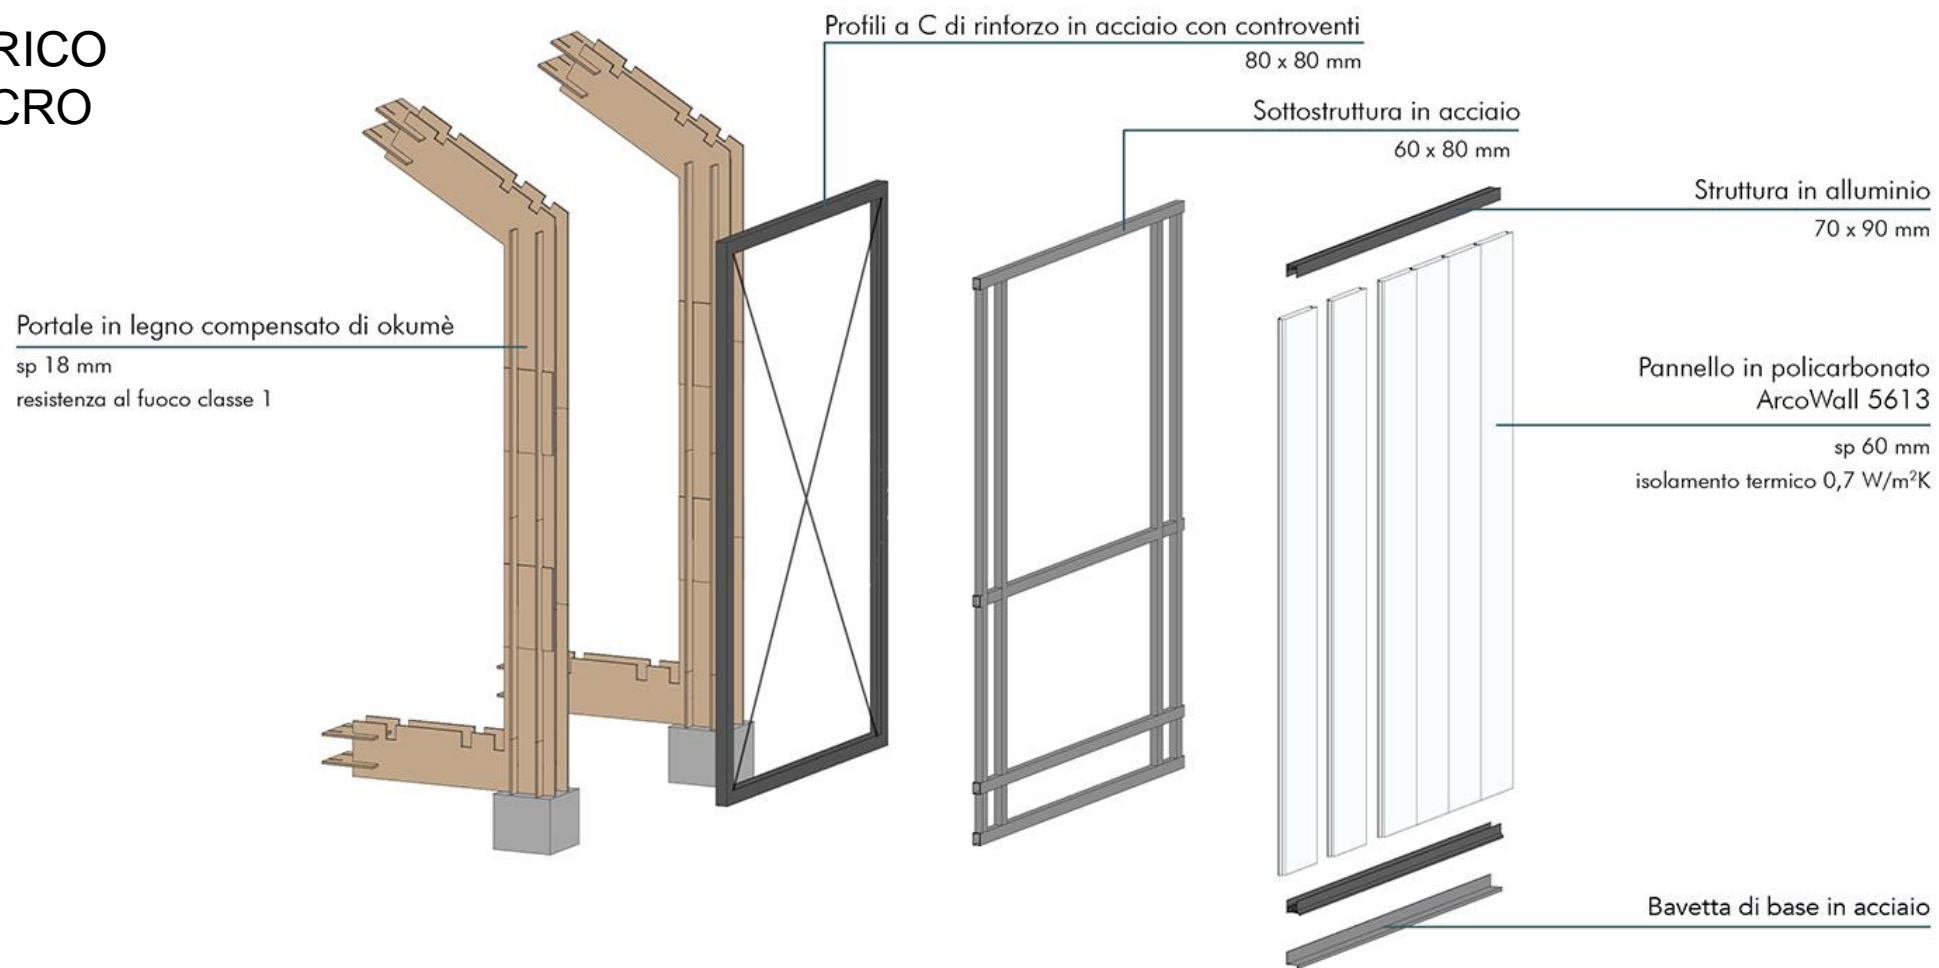 RICO
CRO
Profili a C di rinforzo in acciaio con controventi
80 x 80 mm
Sottostruttura in acciaio
60 x 80 mm
Struttura in alluminio
70 x 90 mm
Portale in legno compensato di okumè
sp 18 mm
resistenza al fuoco classe 1
Pannello in policarbonato
ArcoWall 5613
sp 60 mm
isolamento termico 0,7 W/m²K
Bavetta di base in acciaio